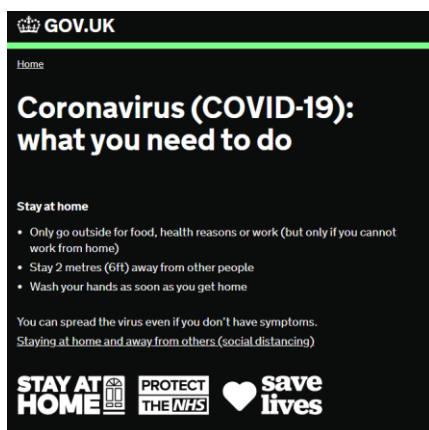 GOV.UK
Home
Coronavirus (COVID-19):
what you need to do
Stay at home
• Only go outside for food, health reasons or work (but only if you cannot
work from home)
• Stay 2 metres (6ft) away from other people
• Wash your hands as soon as you get home
You can spread the virus even if you don't have symptoms.
Staying at home and away from others (social distancing)
STAY AT
HOME
PROTECT
THE NHS
save
lives